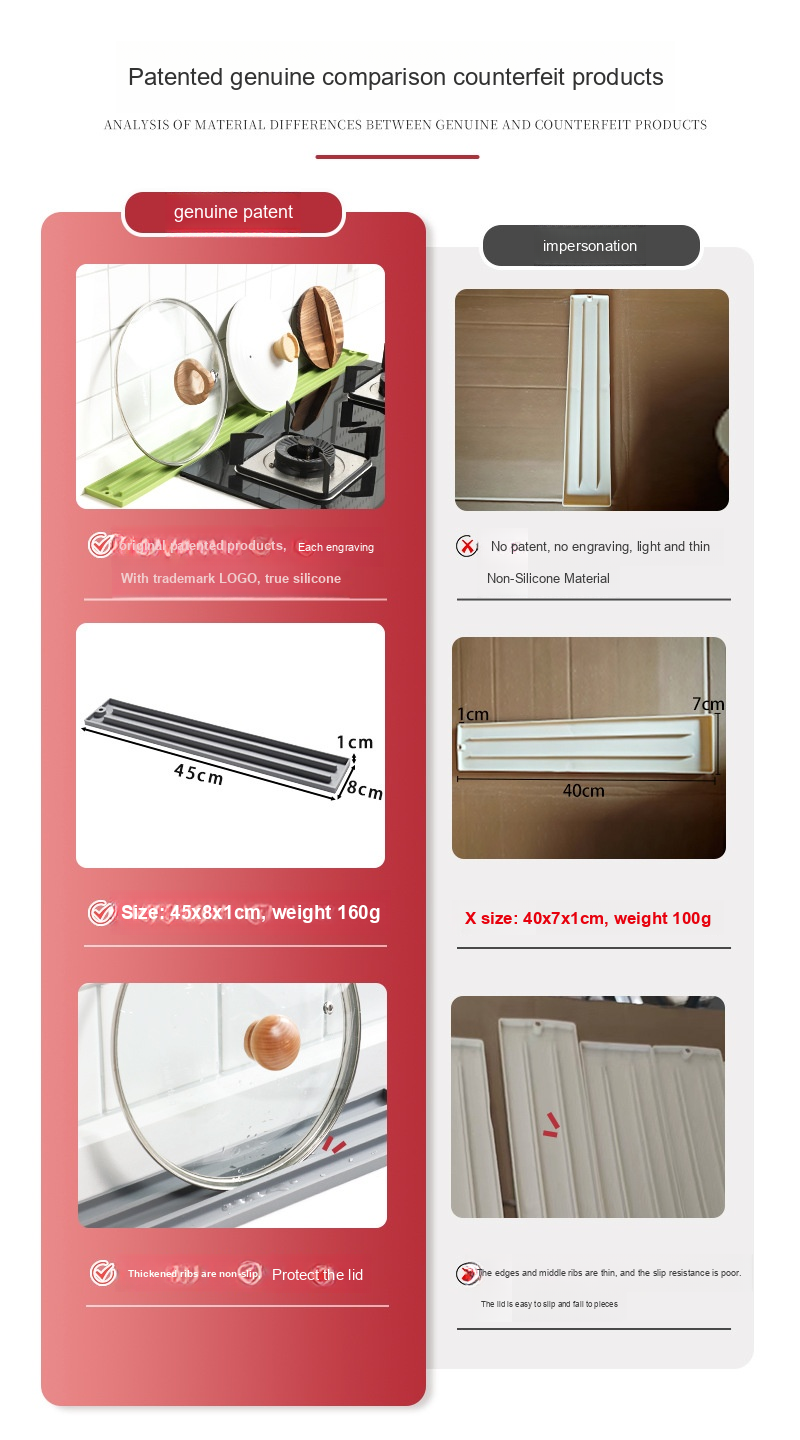 Patented genuine comparison counterfeit products
ANALYSIS OF MATERIAL DIFFERENCES BETWEEN GENUINE AND COUNTERFEIT PRODUCTS
genuine patent
original patented products, Each engraving
With trademark LOGO, true silicone
45cm
1cm
8cm
Size: 45x8x1cm, weight 160g
Thickened ribs are non-slip, Protect the lid
impersonation
No patent, no engraving, light and thin
Non-Silicone Material
1cm
7cm
40cm
X size: 40x7x1cm, weight 100g
The edges and middle ribs are thin, and the slip resistance is poor.
The lid is easy to slip and fall to pieces